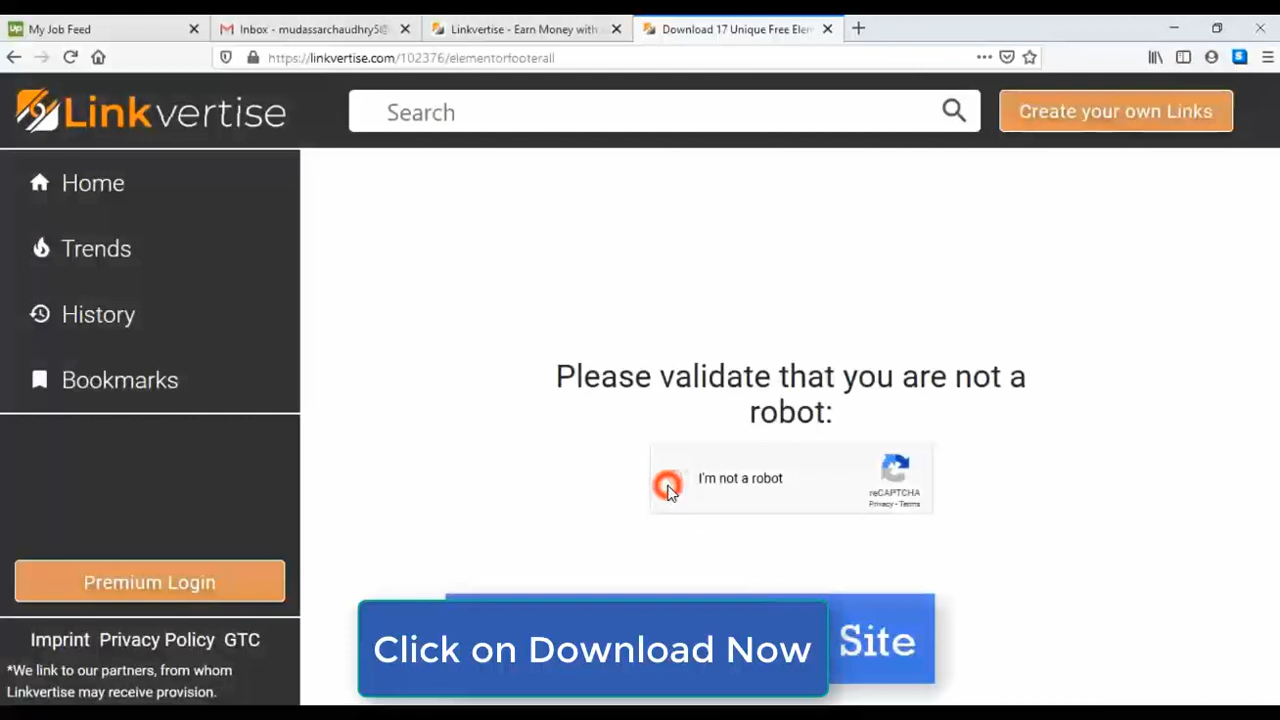 My Job Feed
Inbox - mudassarchaudhry5@
Linkvertise - Earn Money with
Download 17 Unique Free Elem
https://linkvertise.com/102376/elementorfooterall
Linkvertise
Search
Create your own Links
Home
Trends
History
Bookmarks
Please validate that you are not a
robot:
I'm not a robot
reCAPTCHA
Privacy - Terms
Premium Login
Imprint Privacy Policy GTC
*We link to our partners, from whom
Linkvertise may receive provision.
Click on Download Now
Site